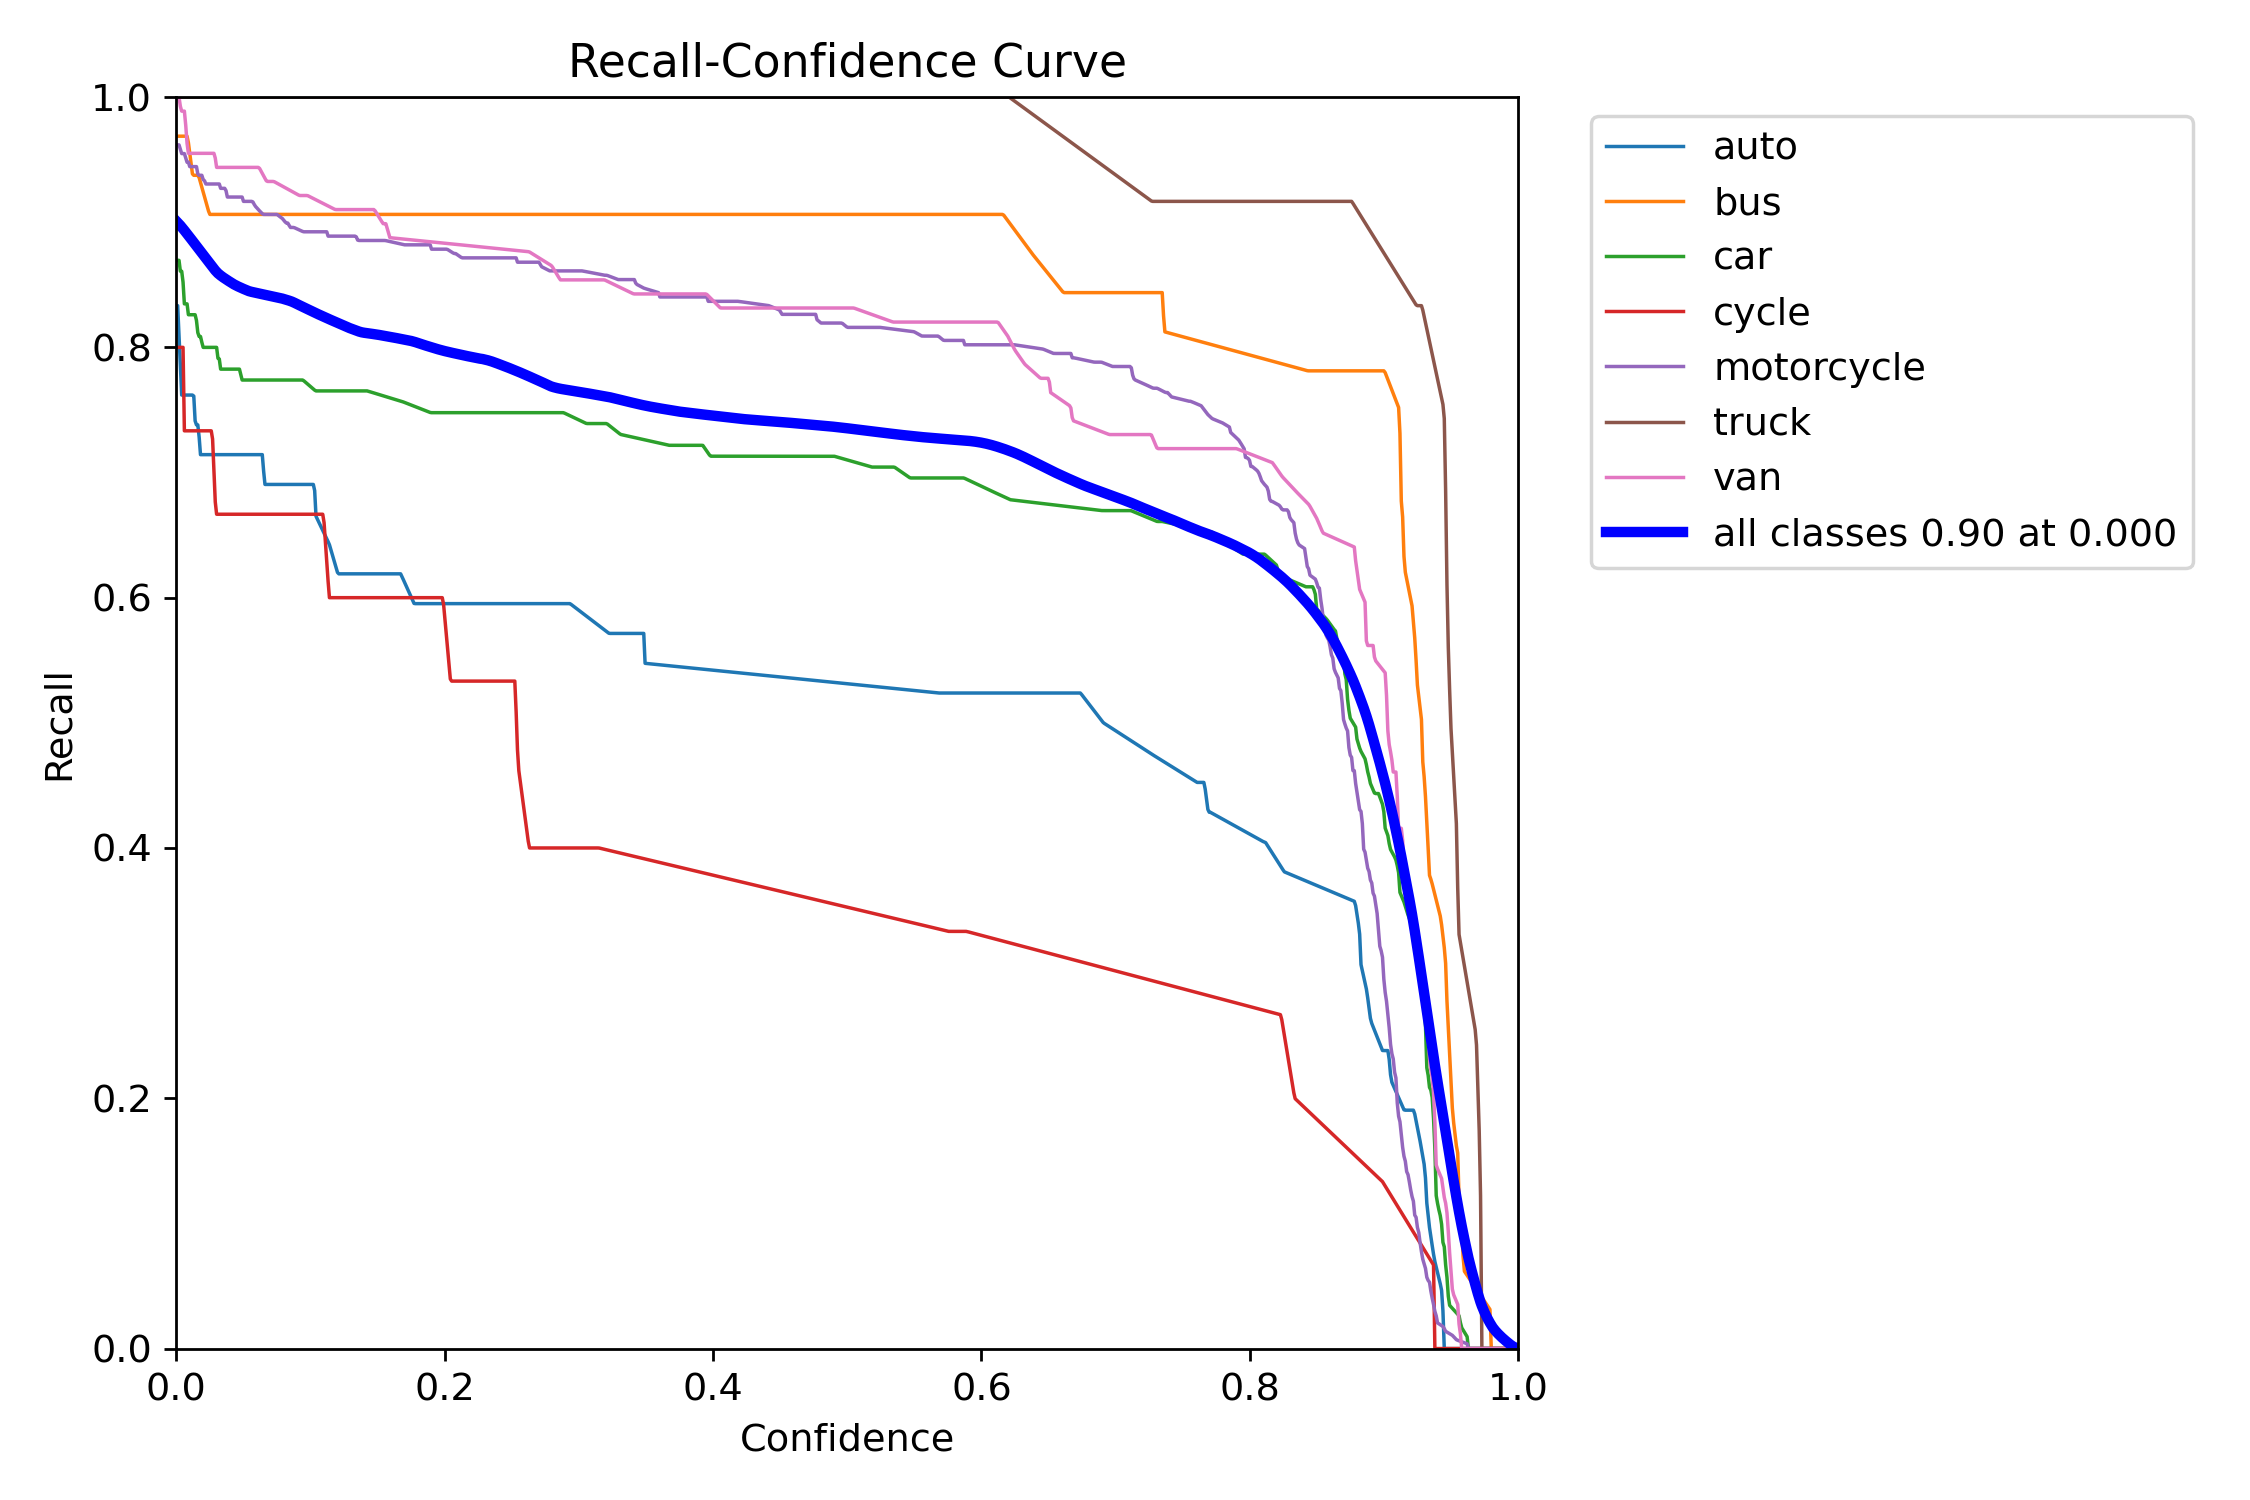 Recall-Confidence Curve
1.0
0.8
0.6
0.4
0.2
0.0
Recall
0.0 0.2 0.4 0.6 0.8 1.0
Confidence
auto
bus
car
cycle
motorcycle
truck
van
all classes 0.90 at 0.000